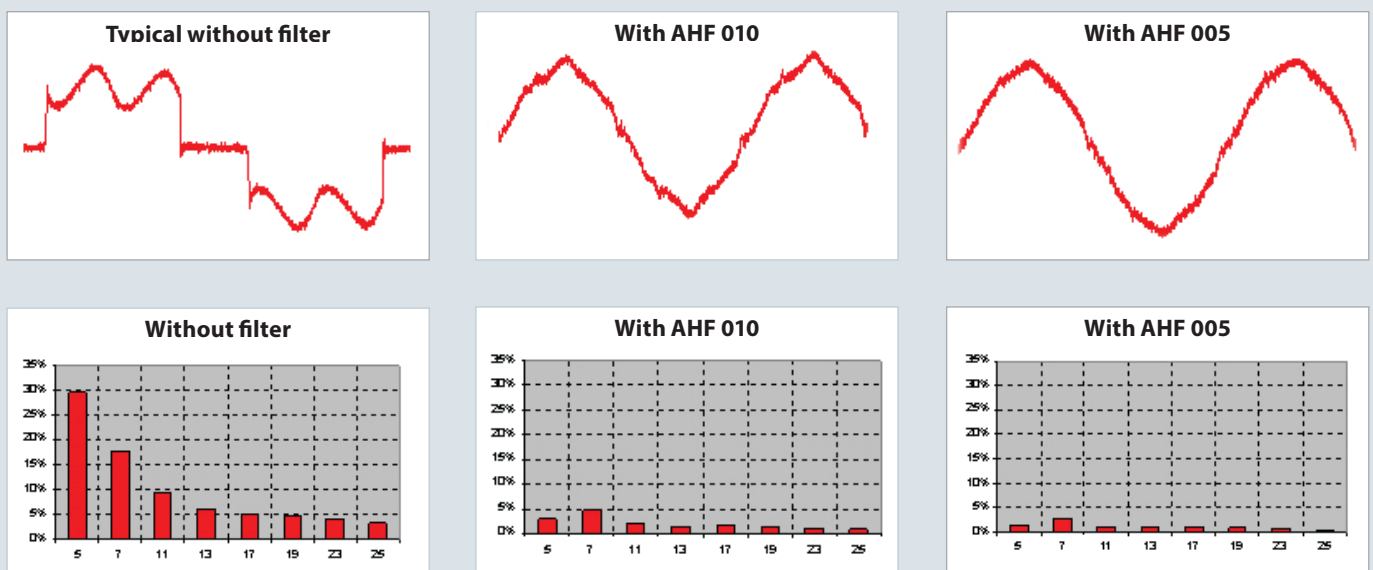 Typical without filter
With AHF 010
With AHF 005
Without filter
35%
30%
25%
20%
15%
10%
5%
0%
5 7 11 13 17 19 23 25
With AHF 010
35%
30%
25%
20%
15%
10%
5%
0%
5 7 11 13 17 19 23 25
With AHF 005
35%
30%
25%
20%
15%
10%
5%
0%
5 7 11 13 17 19 23 25